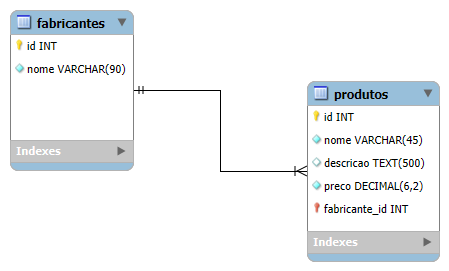 fabricantes
id INT
nome VARCHAR(90)
Indexes
produtos
id INT
nome VARCHAR(45)
descricao TEXT(500)
preco DECIMAL(6,2)
fabricante_id INT
Indexes